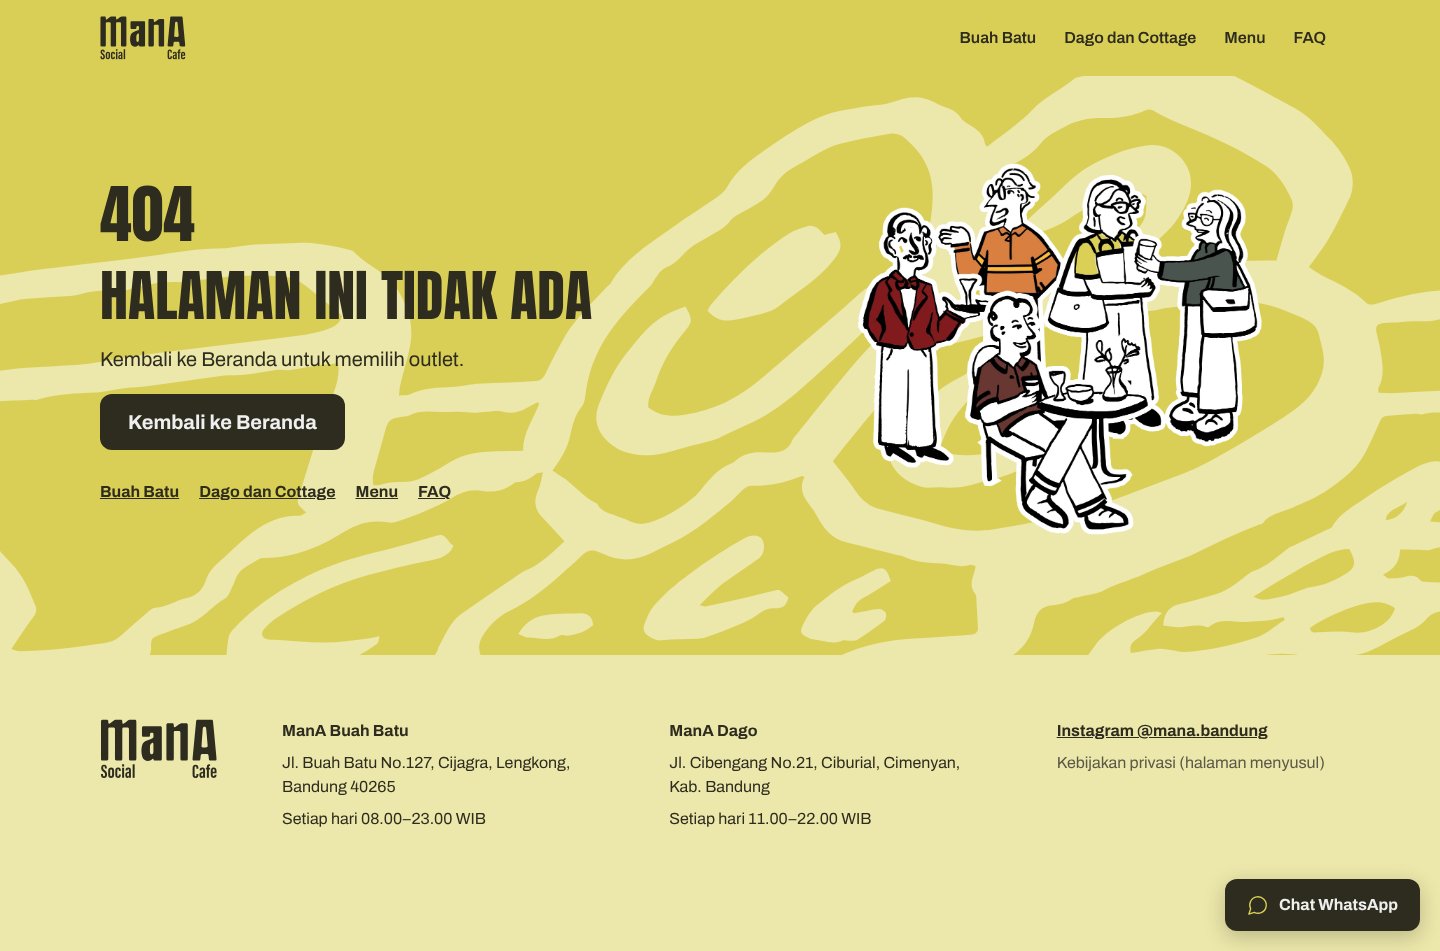 ManA
Social Cafe
Buah Batu Dago dan Cottage Menu FAQ
404
HALAMAN INI TIDAK ADA
Kembali ke Beranda untuk memilih outlet.
Kembali ke Beranda
Buah Batu Dago dan Cottage Menu FAQ
ManA
Social Cafe
ManA Buah Batu
Jl. Buah Batu No.127, Cijagra, Lengkong,
Bandung 40265
Setiap hari 08.00–23.00 WIB
ManA Dago
Jl. Cibengang No.21, Ciburial, Cimenyan,
Kab. Bandung
Setiap hari 11.00–22.00 WIB
Instagram @mana.bandung
Kebijakan privasi (halaman menyusul)
Chat WhatsApp